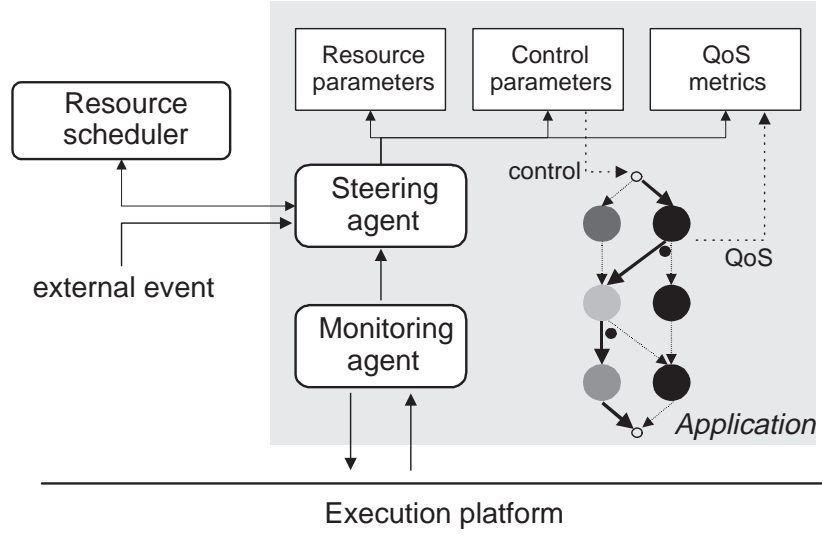 Resource
parameters
Control
parameters
QoS
metrics
Resource
scheduler
control
Steering
agent
QoS
external event
Monitoring
agent
Application
Execution platform